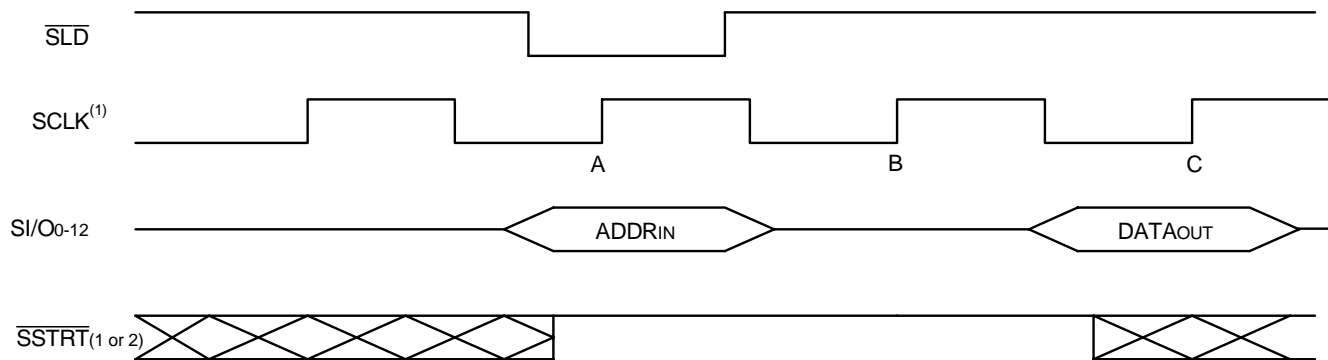 SLD
SCLK(1)
A B C
SI/O0-12 ADDRIN DATAOUT
SSTRT(1 or 2)